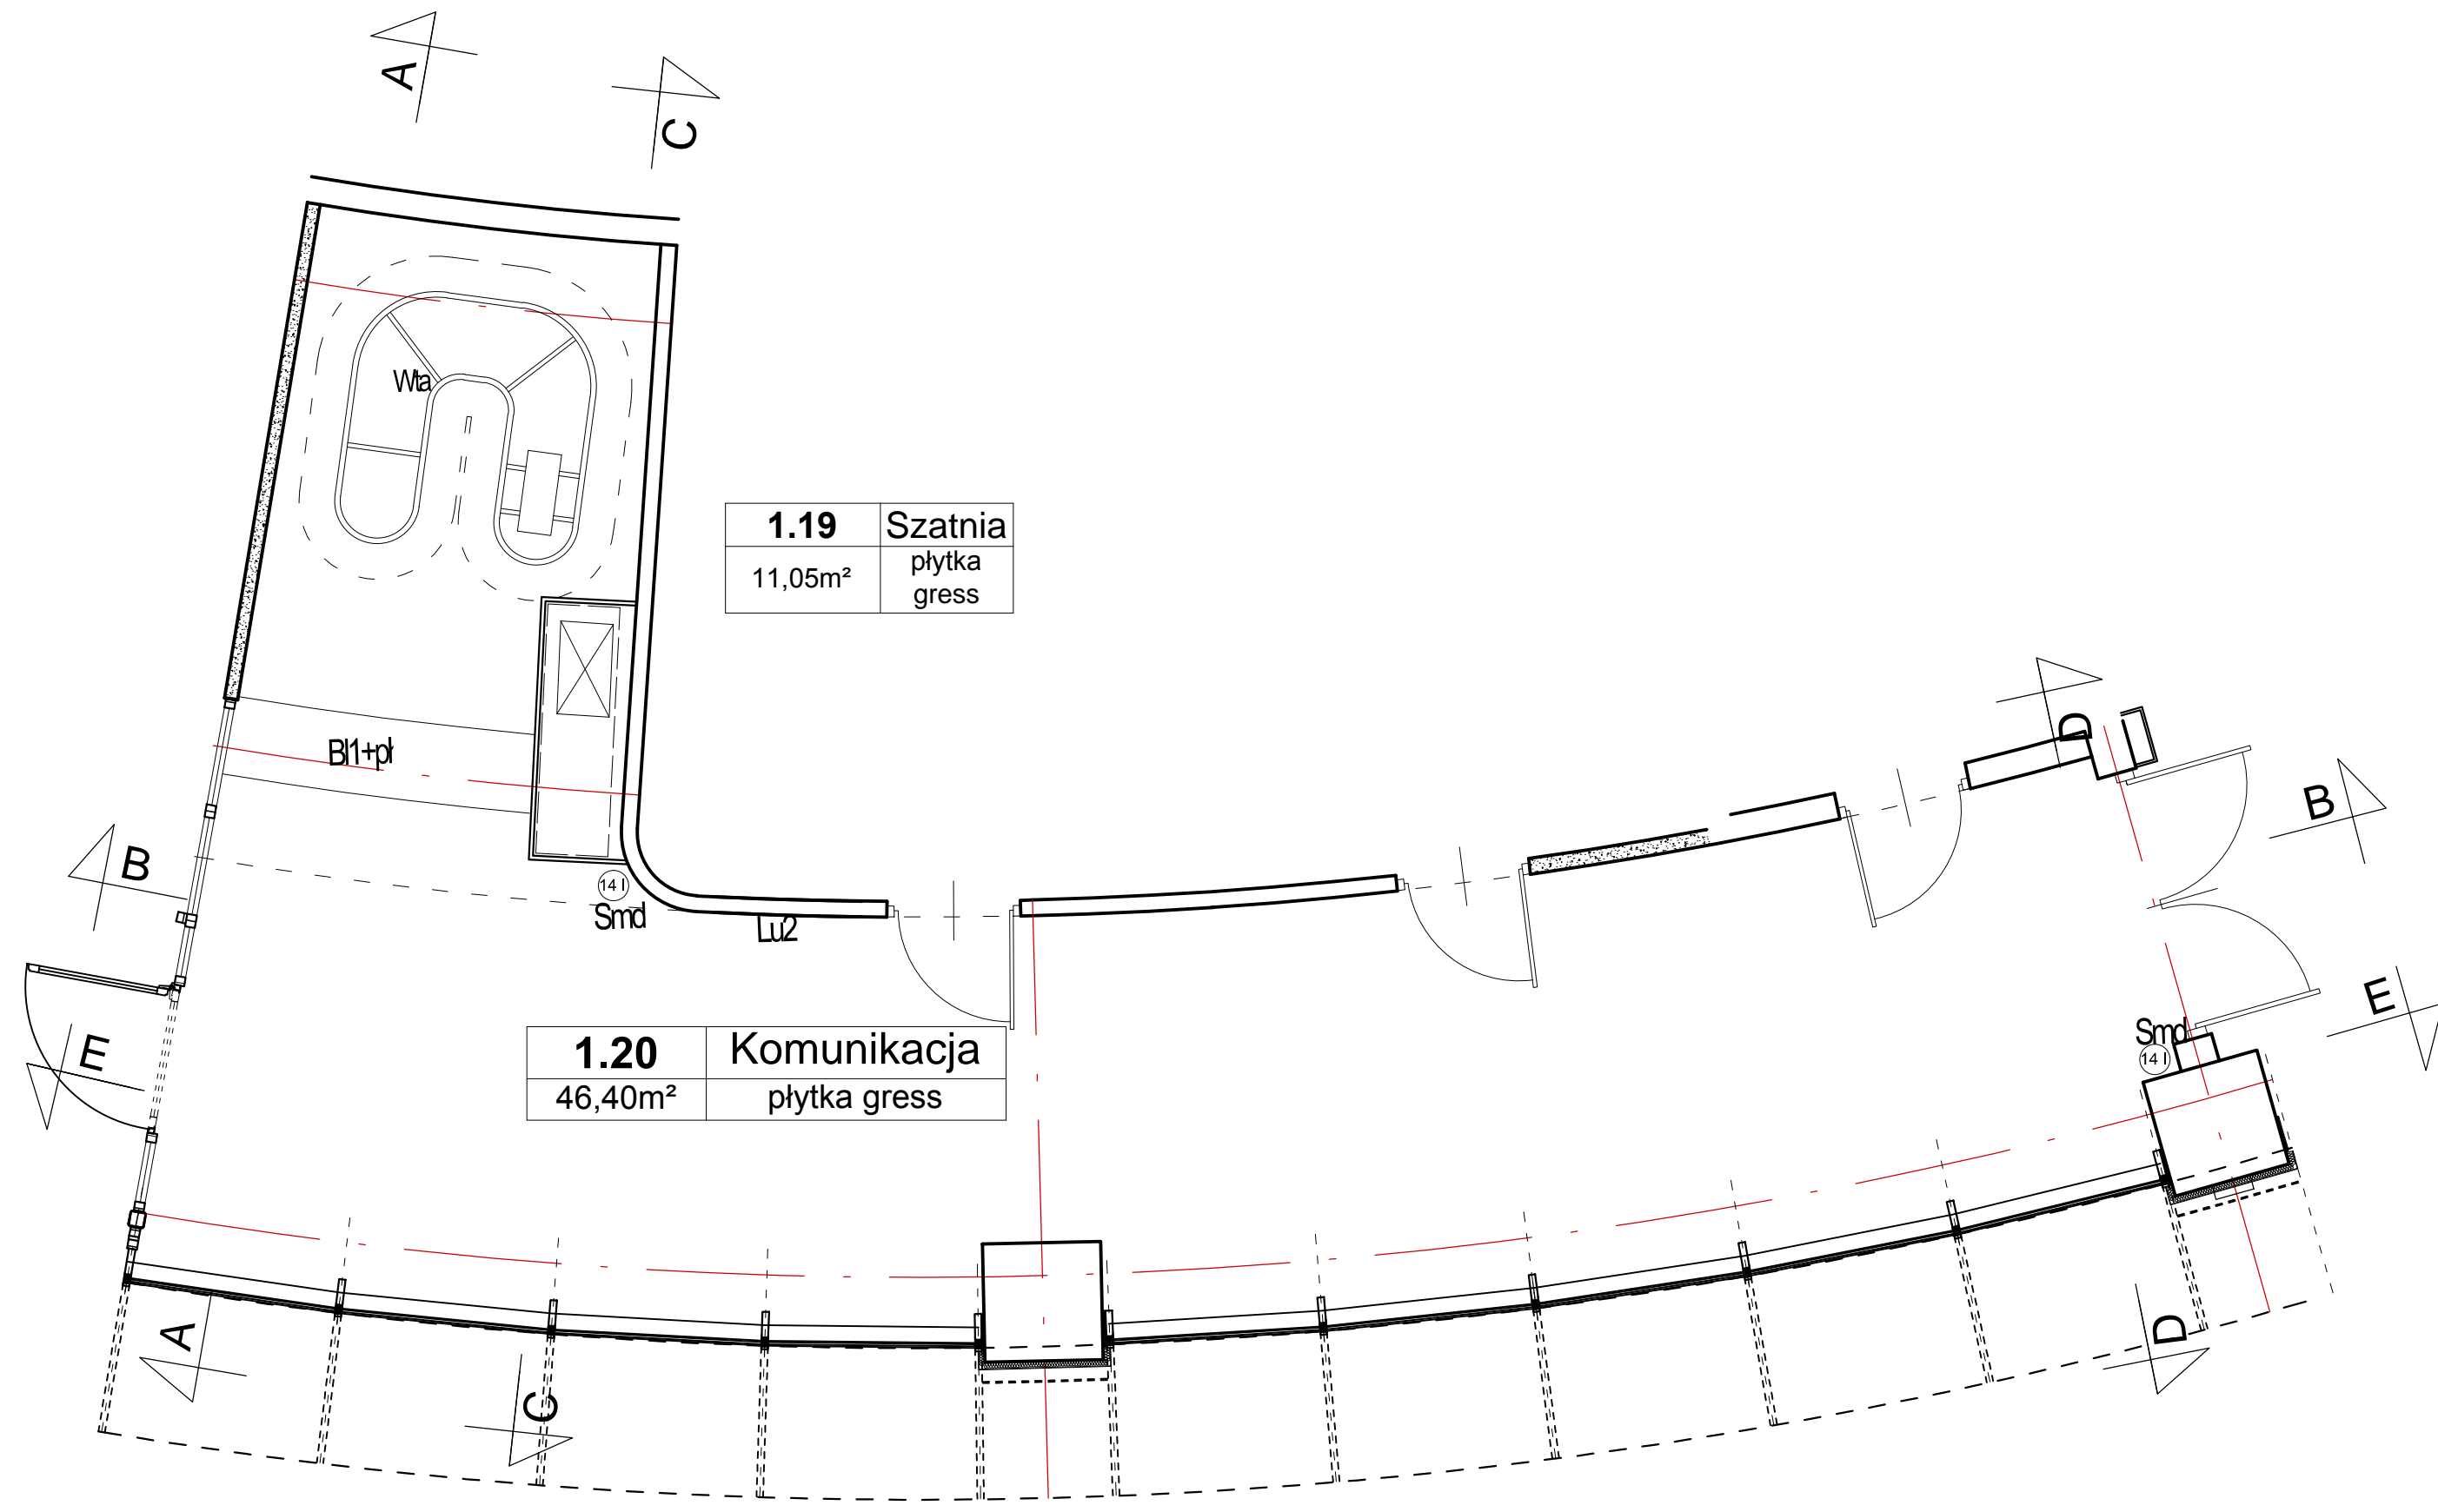 A
C
Wta
1.19 Szatnia
11,05m² płytka
gress
D
Bl1+pł
B
B
14 l
Smd
Lu2
E
E
1.20 Komunikacja
46,40m² płytka gress
Smd
14 l
A
C
D